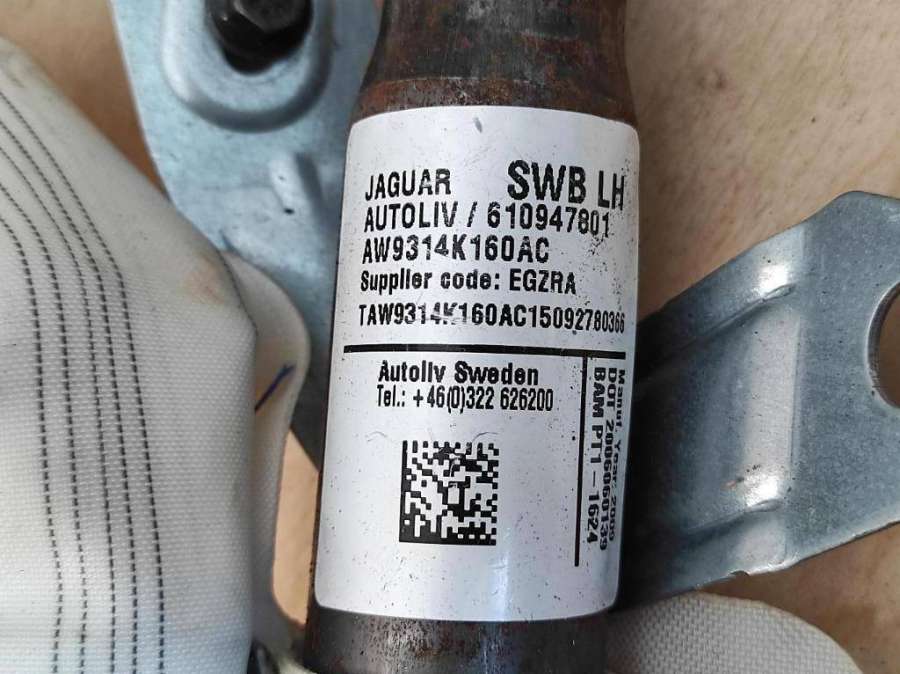 JAGUAR SWB LH
AUTOLIV / 610947801
AW9314K160AC
Supplier code: EGZRA
TAW9314K160AC15092780366
Autoliv Sweden
Tel.: +46(0)322 626200
Manuf. Year: 2009
DOT 2006060139
BAM PT1 - 1624